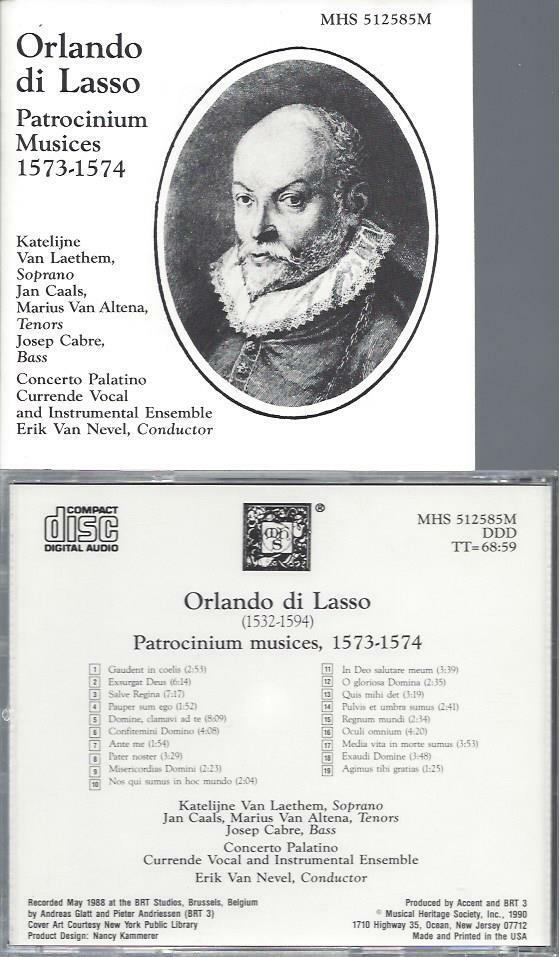 MHS 512585M
Orlando
di Lasso
Patrocinium
Musices
1573-1574
Katelijne
Van Laethem,
Soprano
Jan Caals,
Marius Van Altena,
Tenors
Josep Cabre,
Bass
Concerto Palatino
Currende Vocal
and Instrumental Ensemble
Erik Van Nevel, Conductor
COMPACT
disc
DIGITAL AUDIO
®
MHS 512585M
DDD
TT=68:59
Orlando di Lasso
(1532-1594)
Patrocinium musices, 1573-1574
1 Gaudent in coelis (2:53)
2 Exsurgat Deus (6:14)
3 Salve Regina (7:17)
4 Pauper sum ego (1:52)
5 Domine, clamavi ad te (8:09)
6 Confitemini Domino (4:08)
7 Ante me (1:54)
8 Pater noster (3:29)
9 Misericordias Domini (2:23)
10 Nos qui sumus in hoc mundo (2:04)
11 In Deo salutare meum (3:39)
12 O gloriosa Domina (2:35)
13 Quis mihi det (3:19)
14 Pulvis et umbra sumus (2:41)
15 Regnum mundi (2:34)
16 Oculi omnium (4:20)
17 Media vita in morte sumus (3:53)
18 Exaudi Domine (3:48)
19 Agimus tibi gratias (1:25)
Katelijne Van Laethem, Soprano
Jan Caals, Marius Van Altena, Tenors
Josep Cabre, Bass
Concerto Palatino
Currende Vocal and Instrumental Ensemble
Erik Van Nevel, Conductor
Recorded May 1988 at the BRT Studios, Brussels, Belgium
by Andreas Glatt and Pieter Andriessen (BRT 3)
Cover Art Courtesy New York Public Library
Product Design: Nancy Kammerer
Produced by Accent and BRT 3
℗ Musical Heritage Society, Inc., 1990
1710 Highway 35, Ocean, New Jersey 07712
Made and Printed in the USA